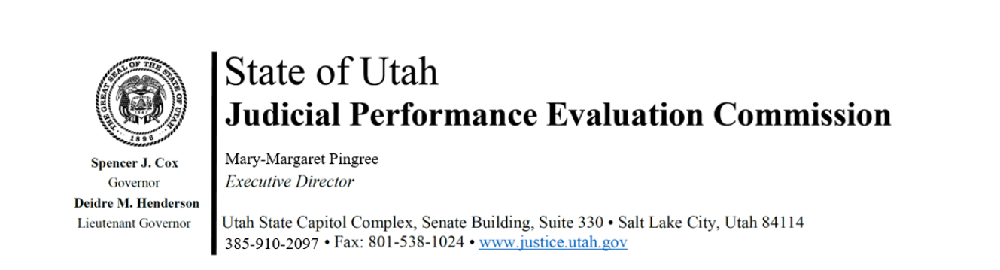 THE GREAT SEAL OF THE STATE OF UTAH
INDUSTRY
1847
1896
Spencer J. Cox
Governor
Deidre M. Henderson
Lieutenant Governor
State of Utah
Judicial Performance Evaluation Commission
Mary-Margaret Pingree
Executive Director
Utah State Capitol Complex, Senate Building, Suite 330 • Salt Lake City, Utah 84114
385-910-2097 • Fax: 801-538-1024 • www.justice.utah.gov